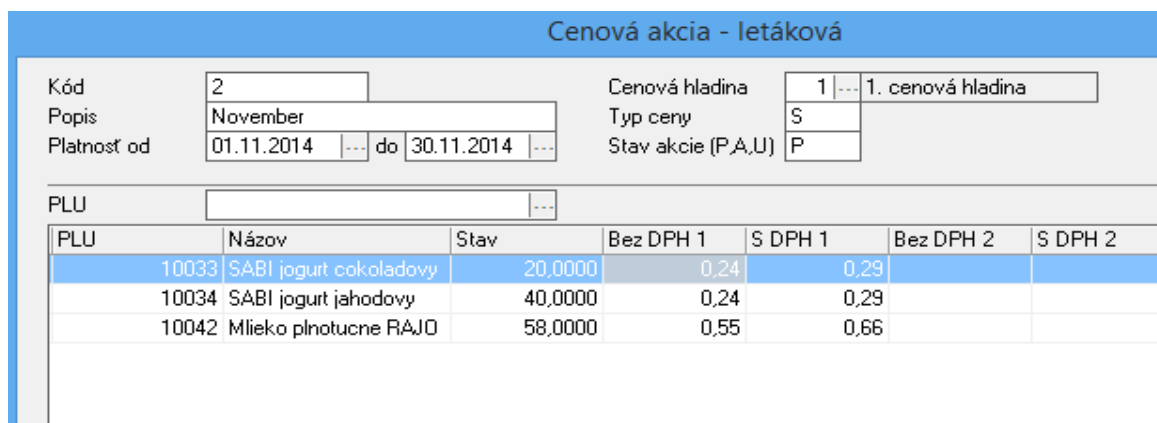 Cenová akcia - letáková
Kód 2 Cenová hladina 1 ... 1. cenová hladina
Popis November Typ ceny S
Platnosť od 01.11.2014 ... do 30.11.2014 ... Stav akcie (P,A,U) P
PLU ...
PLU Názov Stav Bez DPH 1 S DPH 1 Bez DPH 2 S DPH 2
10033 SABI jogurt cokoladovy 20,0000 0,24 0,29
10034 SABI jogurt jahodovy 40,0000 0,24 0,29
10042 Mlieko plnotucne RAJO 58,0000 0,55 0,66